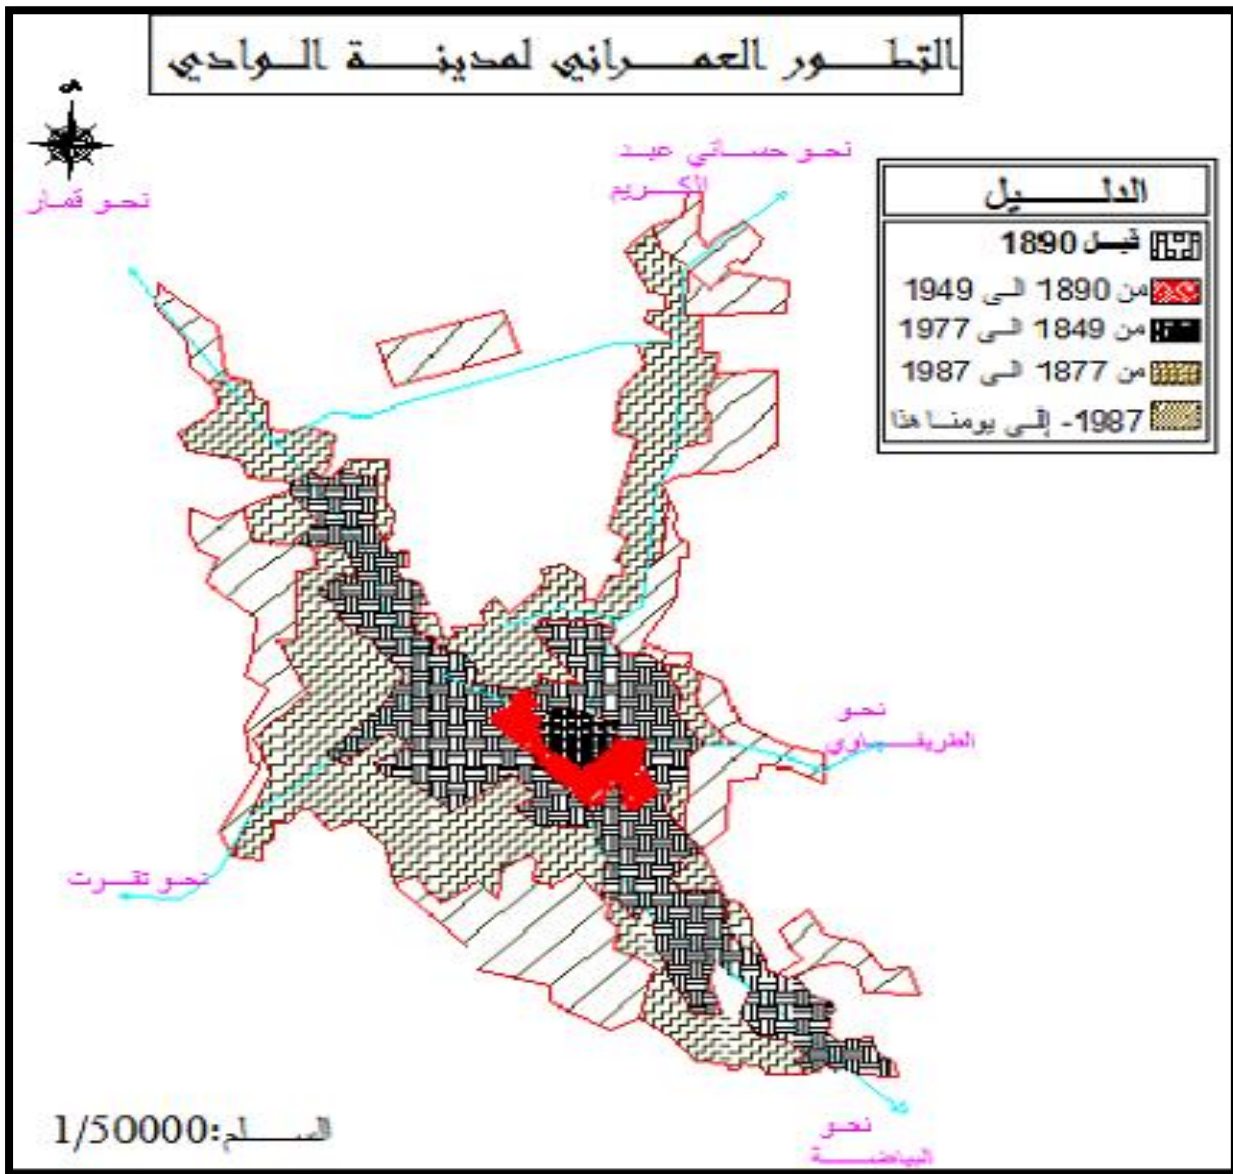 التطور العمراني لمدينة الوادي
نحو حساني عبد
الكريم
نحو قمار
الدليل
قبل 1890
من 1890 الى 1949
من 1849 الى 1977
من 1877 الى 1987
1987- إلى يومنا هذا
نحو
الطريفاوي
نحو تقرت
نحو
البياضة
السلم:1/50000